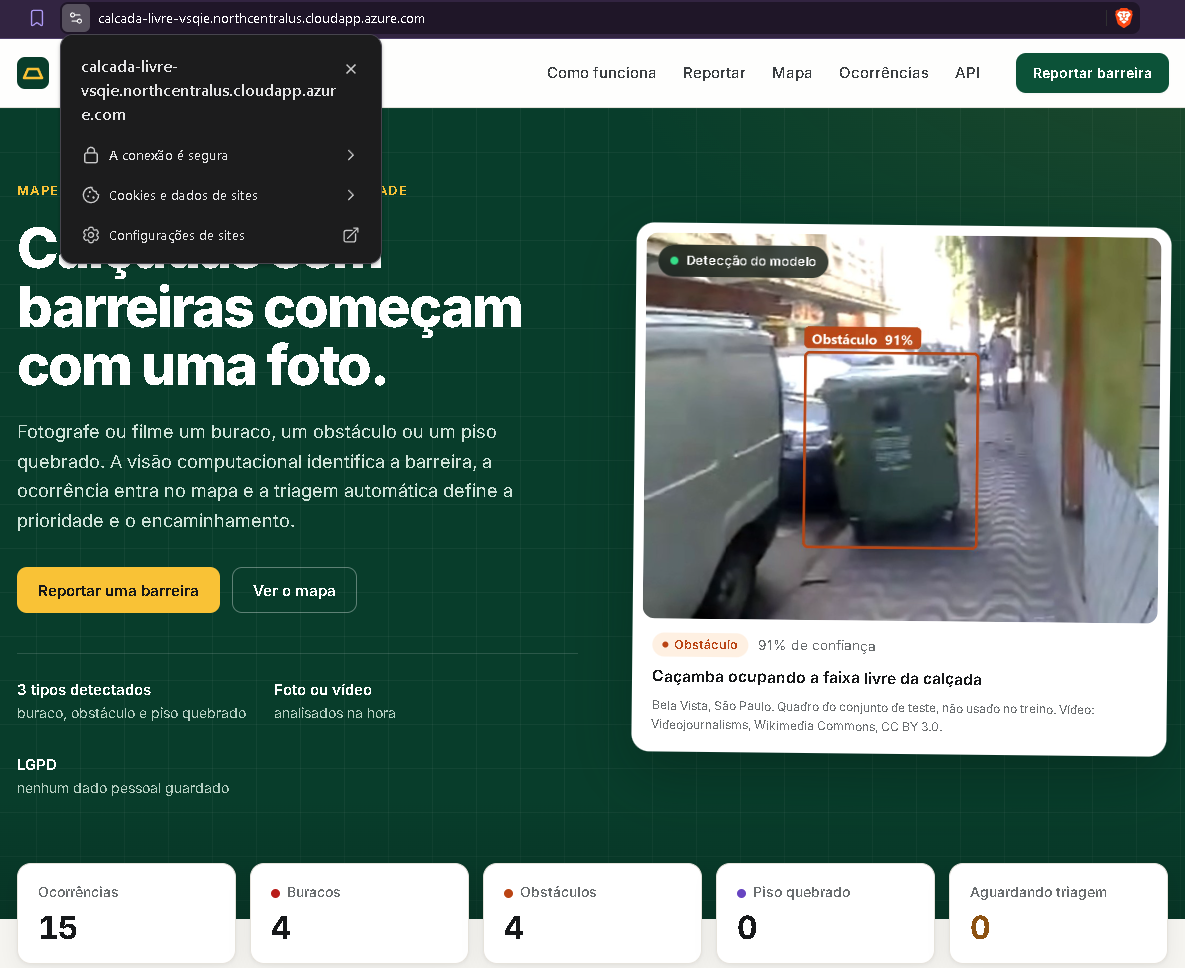 calcada-livre-vsqie.northcentralus.cloudapp.azure.com
calcada-livre-
vsqie.northcentralus.cloudapp.azur
e.com
A conexão é segura
Cookies e dados de sites
Configurações de sites
Como funciona
Reportar
Mapa
Ocorrências
API
Reportar barreira
barreiras começam
com uma foto.
Fotografe ou filme um buraco, um obstáculo ou um piso
quebrado. A visão computacional identifica a barreira, a
ocorrência entra no mapa e a triagem automática define a
prioridade e o encaminhamento.
Reportar uma barreira
Ver o mapa
3 tipos detectados
buraco, obstáculo e piso quebrado
Foto ou vídeo
analisados na hora
LGPD
nenhum dado pessoal guardado
Detecção do modelo
Obstáculo 91%
Obstáculo
91% de confiança
Caçamba ocupando a faixa livre da calçada
Bela Vista, São Paulo. Quadro do conjunto de teste, não usado no treino. Vídeo:
Videojournalisms, Wikimedia Commons, CC BY 3.0.
Ocorrências
15
Buracos
4
Obstáculos
4
Piso quebrado
0
Aguardando triagem
0